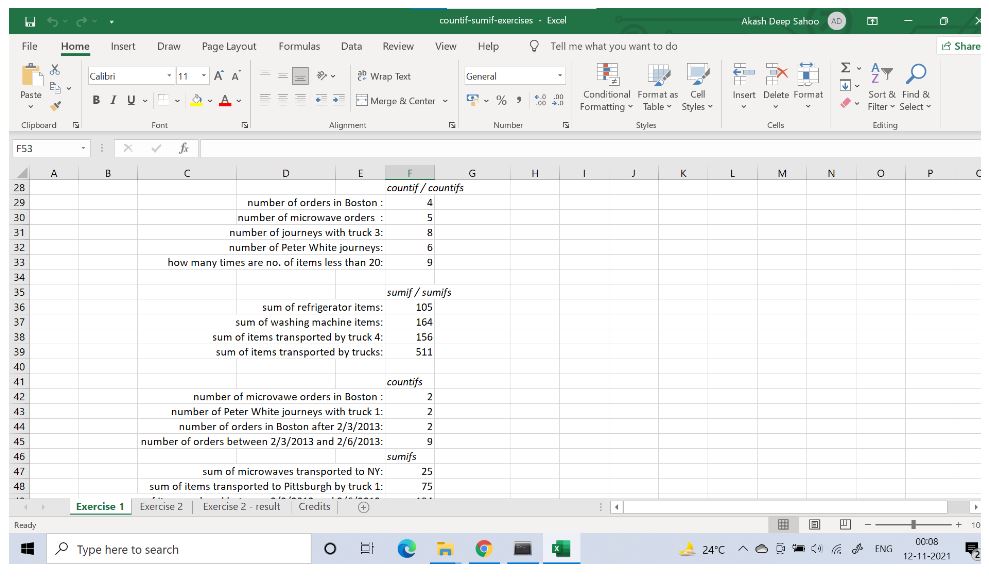 countif-sumif-exercises - Excel
Akash Deep Sahoo AD
File Home Insert Draw Page Layout Formulas Data Review View Help Tell me what you want to do Share
Paste Calibri 11 A A Wrap Text General Conditional Formatting Format as Table Cell Styles Insert Delete Format Sort & Filter Find & Select
B I U A Merge & Center % ,
Clipboard Font Alignment Number Styles Cells Editing
F53 fx
A B C D E F G H I J K L M N O P
28 countif / countifs
29 number of orders in Boston : 4
30 number of microwave orders : 5
31 number of journeys with truck 3: 8
32 number of Peter White journeys: 6
33 how many times are no. of items less than 20: 9
34
35 sumif / sumifs
36 sum of refrigerator items: 105
37 sum of washing machine items: 164
38 sum of items transported by truck 4: 156
39 sum of items transported by trucks: 511
40
41 countifs
42 number of microvawe orders in Boston : 2
43 number of Peter White journeys with truck 1: 2
44 number of orders in Boston after 2/3/2013: 2
45 number of orders between 2/3/2013 and 2/6/2013: 9
46 sumifs
47 sum of microwaves transported to NY: 25
48 sum of items transported to Pittsburgh by truck 1: 75
Exercise 1 Exercise 2 Exercise 2 - result Credits
Ready 10
Type here to search 24°C ENG 00:08
12-11-2021 2